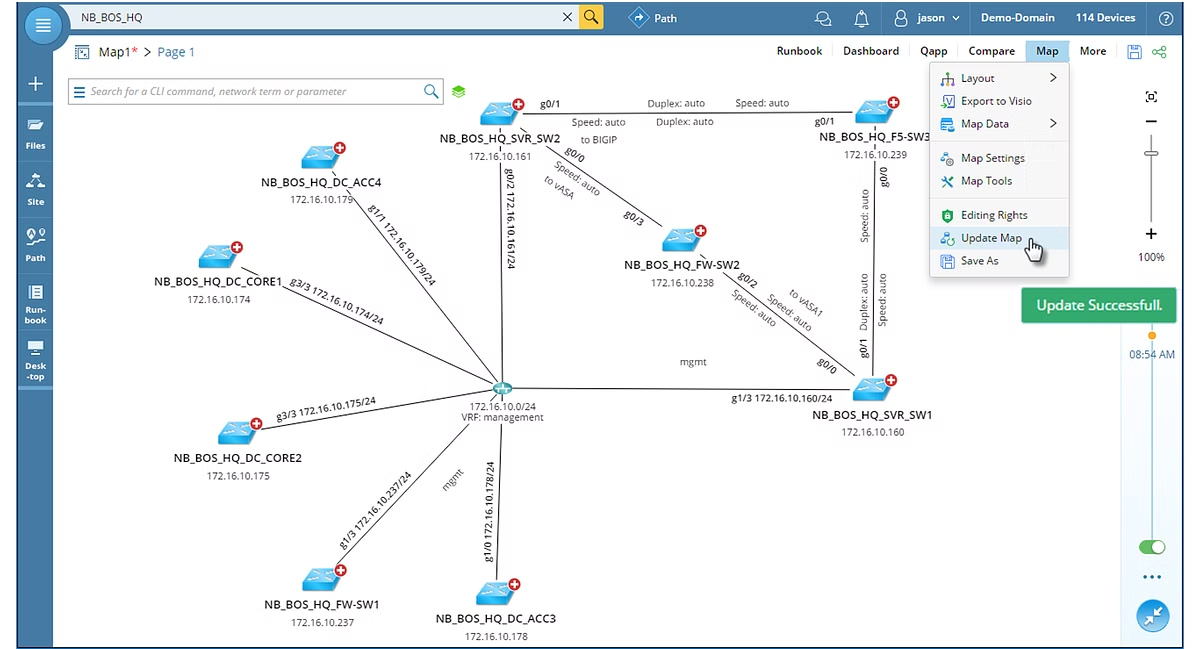 NB_BOS_HQ
Path
jason
Demo-Domain
114 Devices
Map1* > Page 1
Runbook
Dashboard
Qapp
Compare
Map
More
Search for a CLI command, network term or parameter
Files
Site
Path
Run-
book
Desk
-top
Layout
Export to Visio
Map Data
Map Settings
Map Tools
Editing Rights
Update Map
Save As
100%
Update Successfull.
08:54 AM
g0/1
Duplex: auto
Speed: auto
Speed: auto
Duplex: auto
g0/1
NB_BOS_HQ_SVR_SW2
172.16.10.161
to BIGIP
NB_BOS_HQ_F5-SW3
172.16.10.239
g0/0
Speed: auto
to vASA
g0/3
g0/2 172.16.10.161/24
g0/0
Speed: auto
NB_BOS_HQ_DC_ACC4
172.16.10.179
g1/1 172.16.10.179/24
NB_BOS_HQ_FW-SW2
172.16.10.238
g0/2
Speed: auto
Speed: auto
to vASA1
g0/0
NB_BOS_HQ_DC_CORE1
172.16.10.174
g3/3 172.16.10.174/24
g0/1
Duplex: auto
Speed: auto
mgmt
172.16.10.0/24
VRF: management
g1/3 172.16.10.160/24
NB_BOS_HQ_SVR_SW1
172.16.10.160
g3/3 172.16.10.175/24
NB_BOS_HQ_DC_CORE2
172.16.10.175
mgmt
g1/3 172.16.10.237/24
g1/0 172.16.10.178/24
NB_BOS_HQ_FW-SW1
172.16.10.237
NB_BOS_HQ_DC_ACC3
172.16.10.178